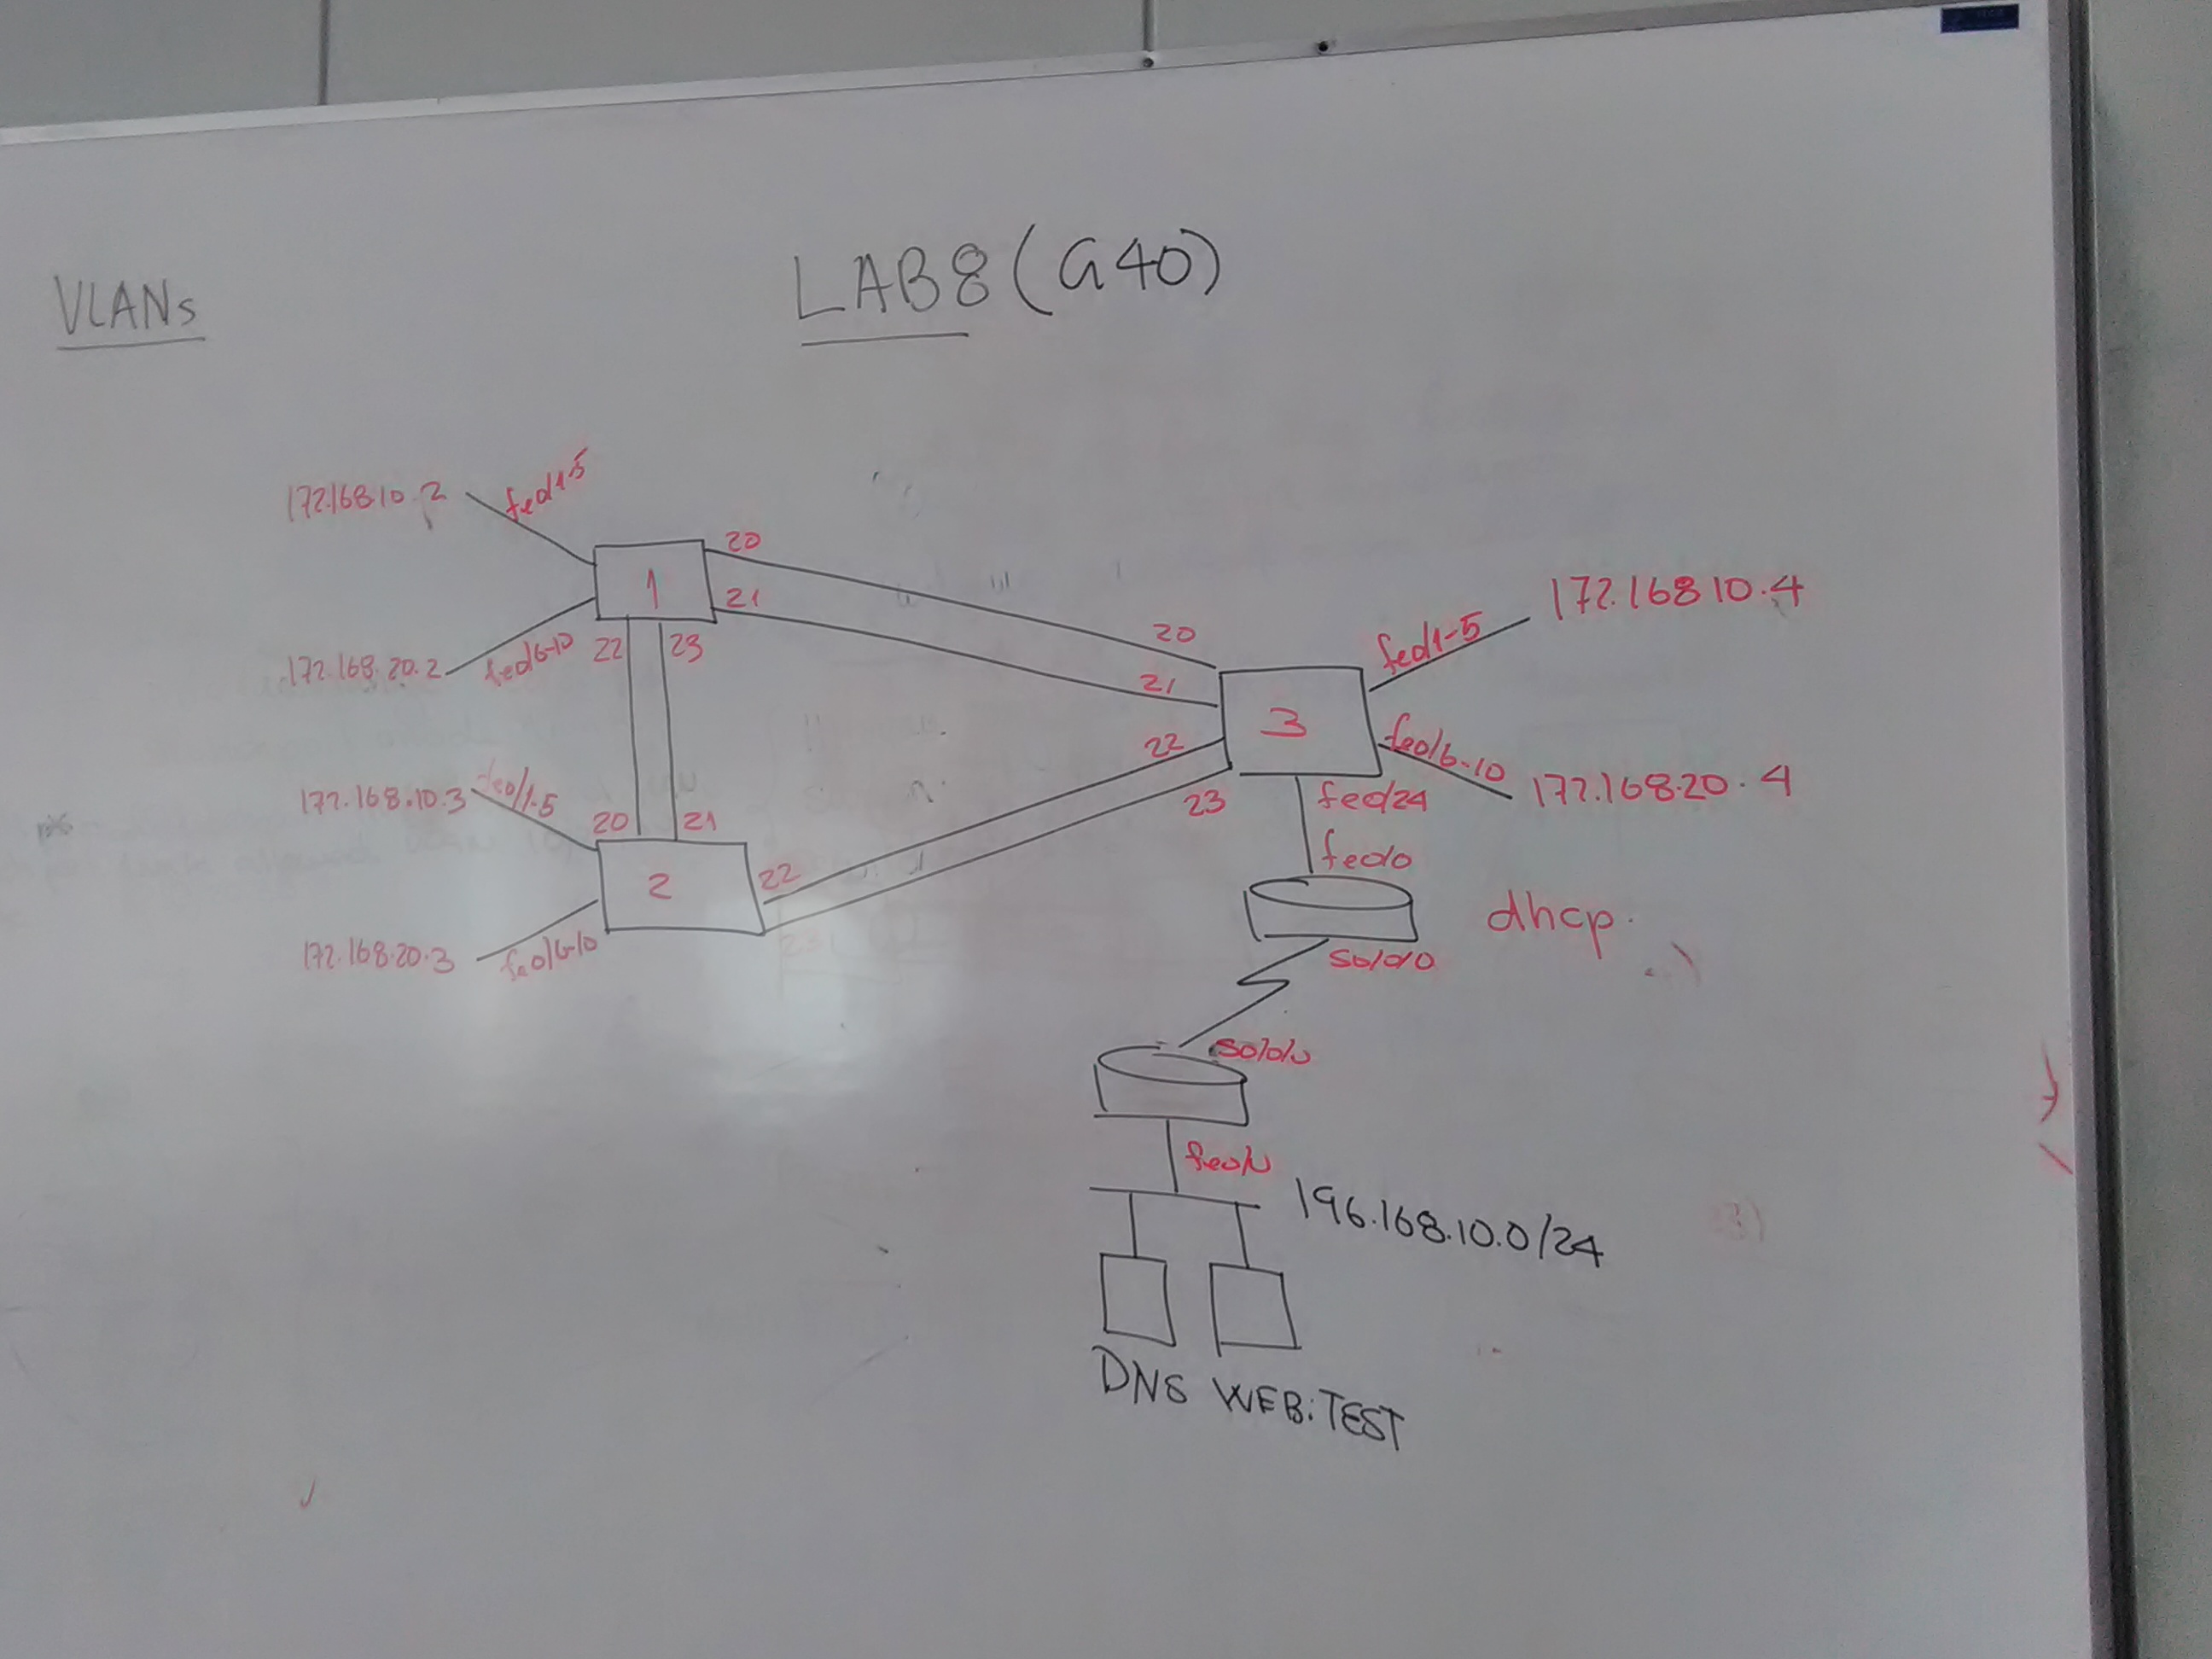 VLANs
LAB8 (G40)
172.168.10.2
fe0/1-5
172.168.20.2
fe0/6-10
1
20
21
22
23
20
21
22
23
3
fe0/1-5
172.168 10.4
fe0/6-10
172.168.20.4
172.168.10.3
fe0/1-5
20
21
2
22
172.168.20.3
fe0/6-10
fe0/24
fe0/0
dhcp.
s0/0/0
s0/0/0
fe0/0
196.168.10.0/24
DNS WEB:TEST